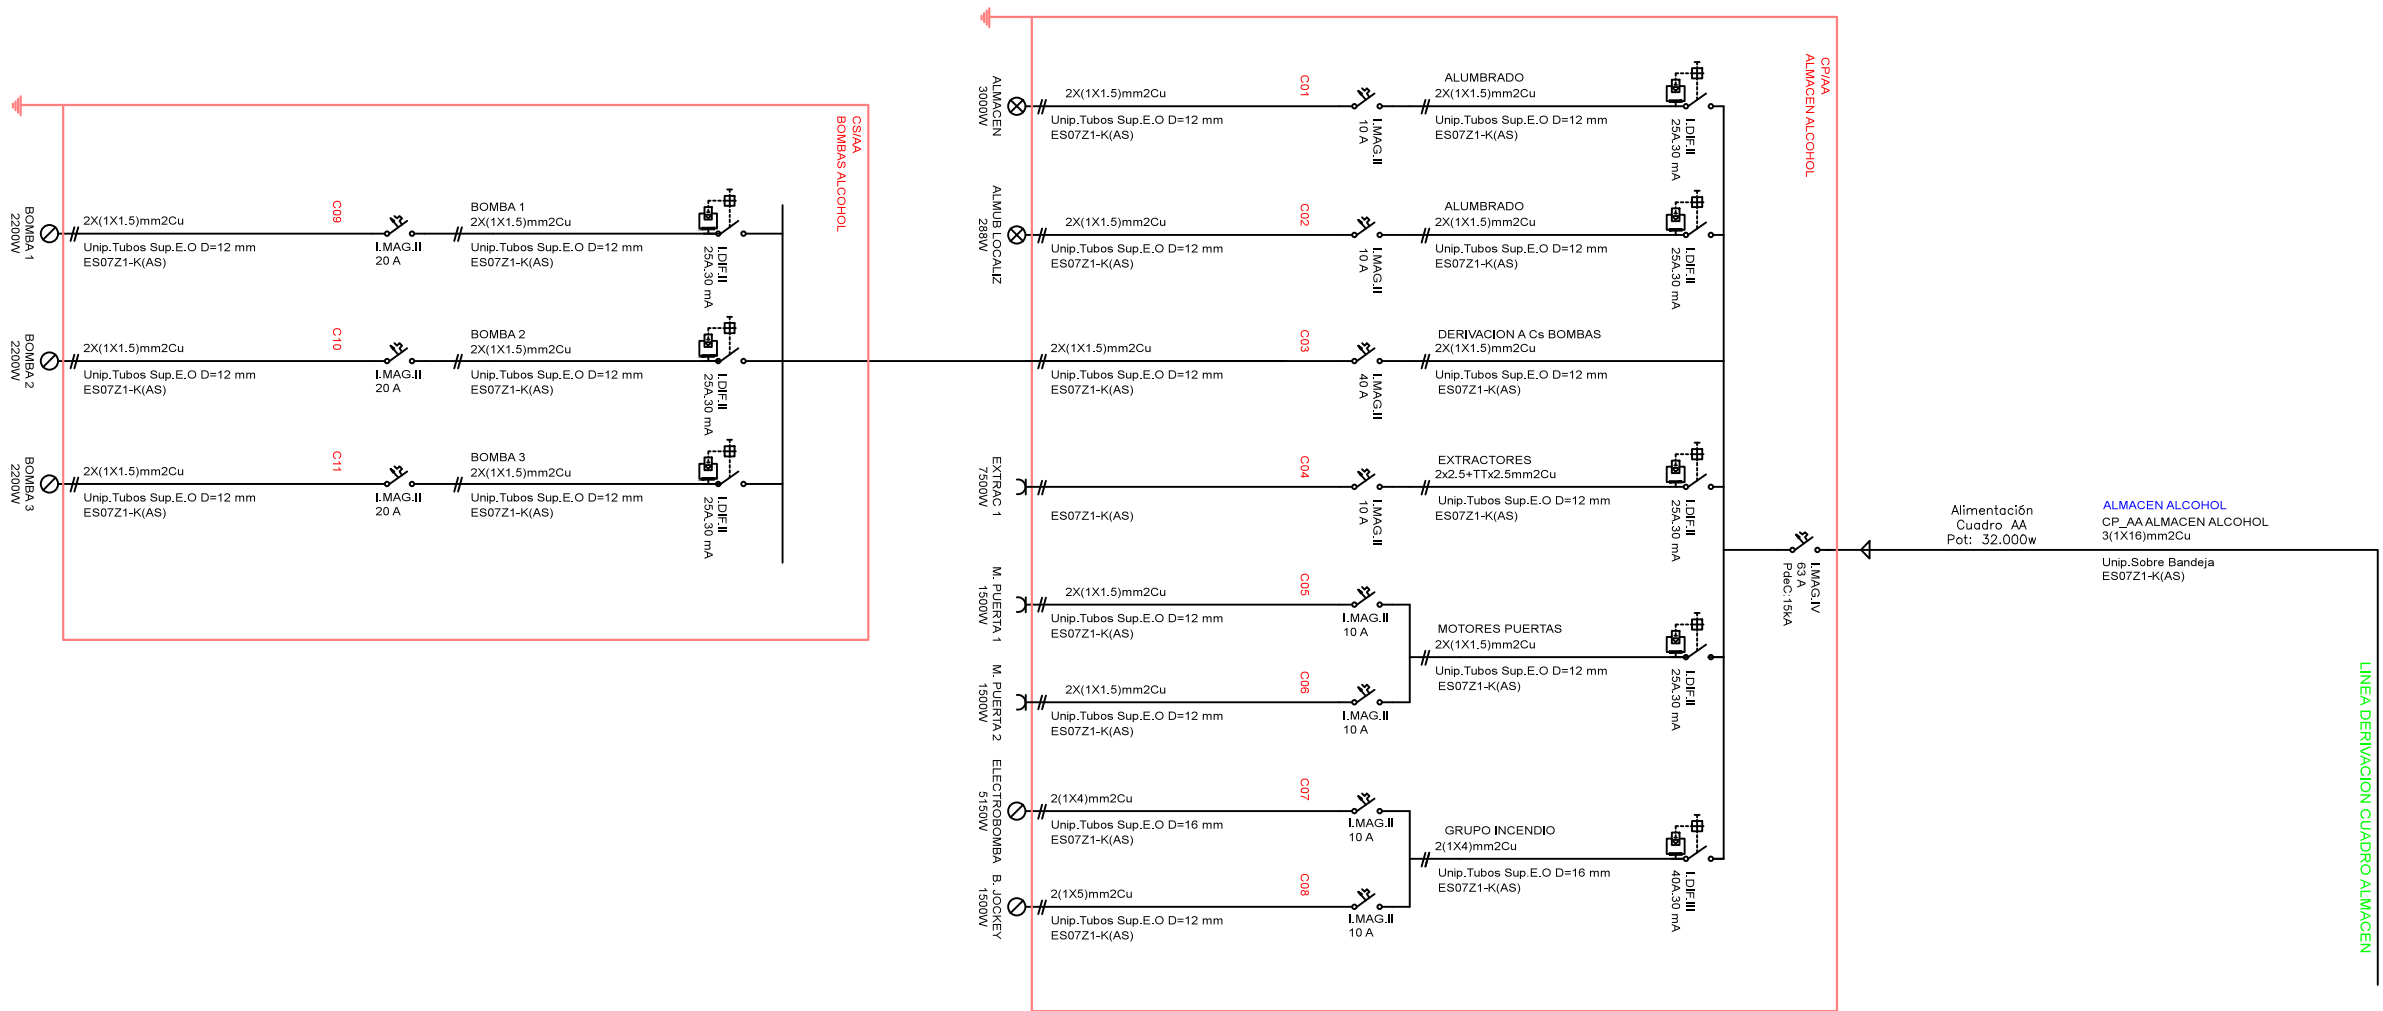 CS/AA
BOMBAS ALCOHOL
BOMBA 1
2200W
2X(1X1.5)mm2Cu
Unip.Tubos Sup.E.O D=12 mm
ES07Z1-K(AS)
C09
I.MAG.II
20 A
BOMBA 1
2X(1X1.5)mm2Cu
Unip.Tubos Sup.E.O D=12 mm
ES07Z1-K(AS)
I.DIF.II
25A.30 mA
BOMBA 2
2200W
2X(1X1.5)mm2Cu
Unip.Tubos Sup.E.O D=12 mm
ES07Z1-K(AS)
C10
I.MAG.II
20 A
BOMBA 2
2X(1X1.5)mm2Cu
Unip.Tubos Sup.E.O D=12 mm
ES07Z1-K(AS)
I.DIF.II
25A.30 mA
BOMBA 3
2200W
2X(1X1.5)mm2Cu
Unip.Tubos Sup.E.O D=12 mm
ES07Z1-K(AS)
C11
I.MAG.II
20 A
BOMBA 3
2X(1X1.5)mm2Cu
Unip.Tubos Sup.E.O D=12 mm
ES07Z1-K(AS)
I.DIF.II
25A.30 mA
CP/AA
ALMACEN ALCOHOL
ALMACEN
3000W
2X(1X1.5)mm2Cu
Unip.Tubos Sup.E.O D=12 mm
ES07Z1-K(AS)
C01
I.MAG.II
10 A
ALUMBRADO
2X(1X1.5)mm2Cu
Unip.Tubos Sup.E.O D=12 mm
ES07Z1-K(AS)
I.DIF.II
25A.30 mA
ALMUB LOCALIZ
288W
2X(1X1.5)mm2Cu
Unip.Tubos Sup.E.O D=12 mm
ES07Z1-K(AS)
C02
I.MAG.II
10 A
ALUMBRADO
2X(1X1.5)mm2Cu
Unip.Tubos Sup.E.O D=12 mm
ES07Z1-K(AS)
I.DIF.II
25A.30 mA
2X(1X1.5)mm2Cu
Unip.Tubos Sup.E.O D=12 mm
ES07Z1-K(AS)
C03
I.MAG.II
40 A
DERIVACION A Cs BOMBAS
2X(1X1.5)mm2Cu
Unip.Tubos Sup.E.O D=12 mm
ES07Z1-K(AS)
EXTRAC 1
7500W
ES07Z1-K(AS)
C04
I.MAG.II
10 A
EXTRACTORES
2x2.5+TTx2.5mm2Cu
Unip.Tubos Sup.E.O D=12 mm
ES07Z1-K(AS)
I.DIF.II
25A.30 mA
M. PUERTA 1
1500W
2X(1X1.5)mm2Cu
Unip.Tubos Sup.E.O D=12 mm
ES07Z1-K(AS)
C05
I.MAG.II
10 A
MOTORES PUERTAS
2X(1X1.5)mm2Cu
Unip.Tubos Sup.E.O D=12 mm
ES07Z1-K(AS)
I.DIF.II
25A.30 mA
M. PUERTA 2
1500W
2X(1X1.5)mm2Cu
Unip.Tubos Sup.E.O D=12 mm
ES07Z1-K(AS)
C06
I.MAG.II
10 A
ELECTROBOMBA
5150W
2(1X4)mm2Cu
Unip.Tubos Sup.E.O D=16 mm
ES07Z1-K(AS)
C07
I.MAG.II
10 A
GRUPO INCENDIO
2(1X4)mm2Cu
Unip.Tubos Sup.E.O D=16 mm
ES07Z1-K(AS)
I.DIF.III
40A.30 mA
B. JOCKEY
1500W
2(1X5)mm2Cu
Unip.Tubos Sup.E.O D=12 mm
ES07Z1-K(AS)
C08
I.MAG.II
10 A
I.MAG.IV
63 A
PdeC:15kA
Alimentación
Cuadro AA
Pot: 32.000w
ALMACEN ALCOHOL
CP_AA ALMACEN ALCOHOL
3(1X16)mm2Cu
Unip.Sobre Bandeja
ES07Z1-K(AS)
LINEA DERIVACION CUADRO ALMACEN